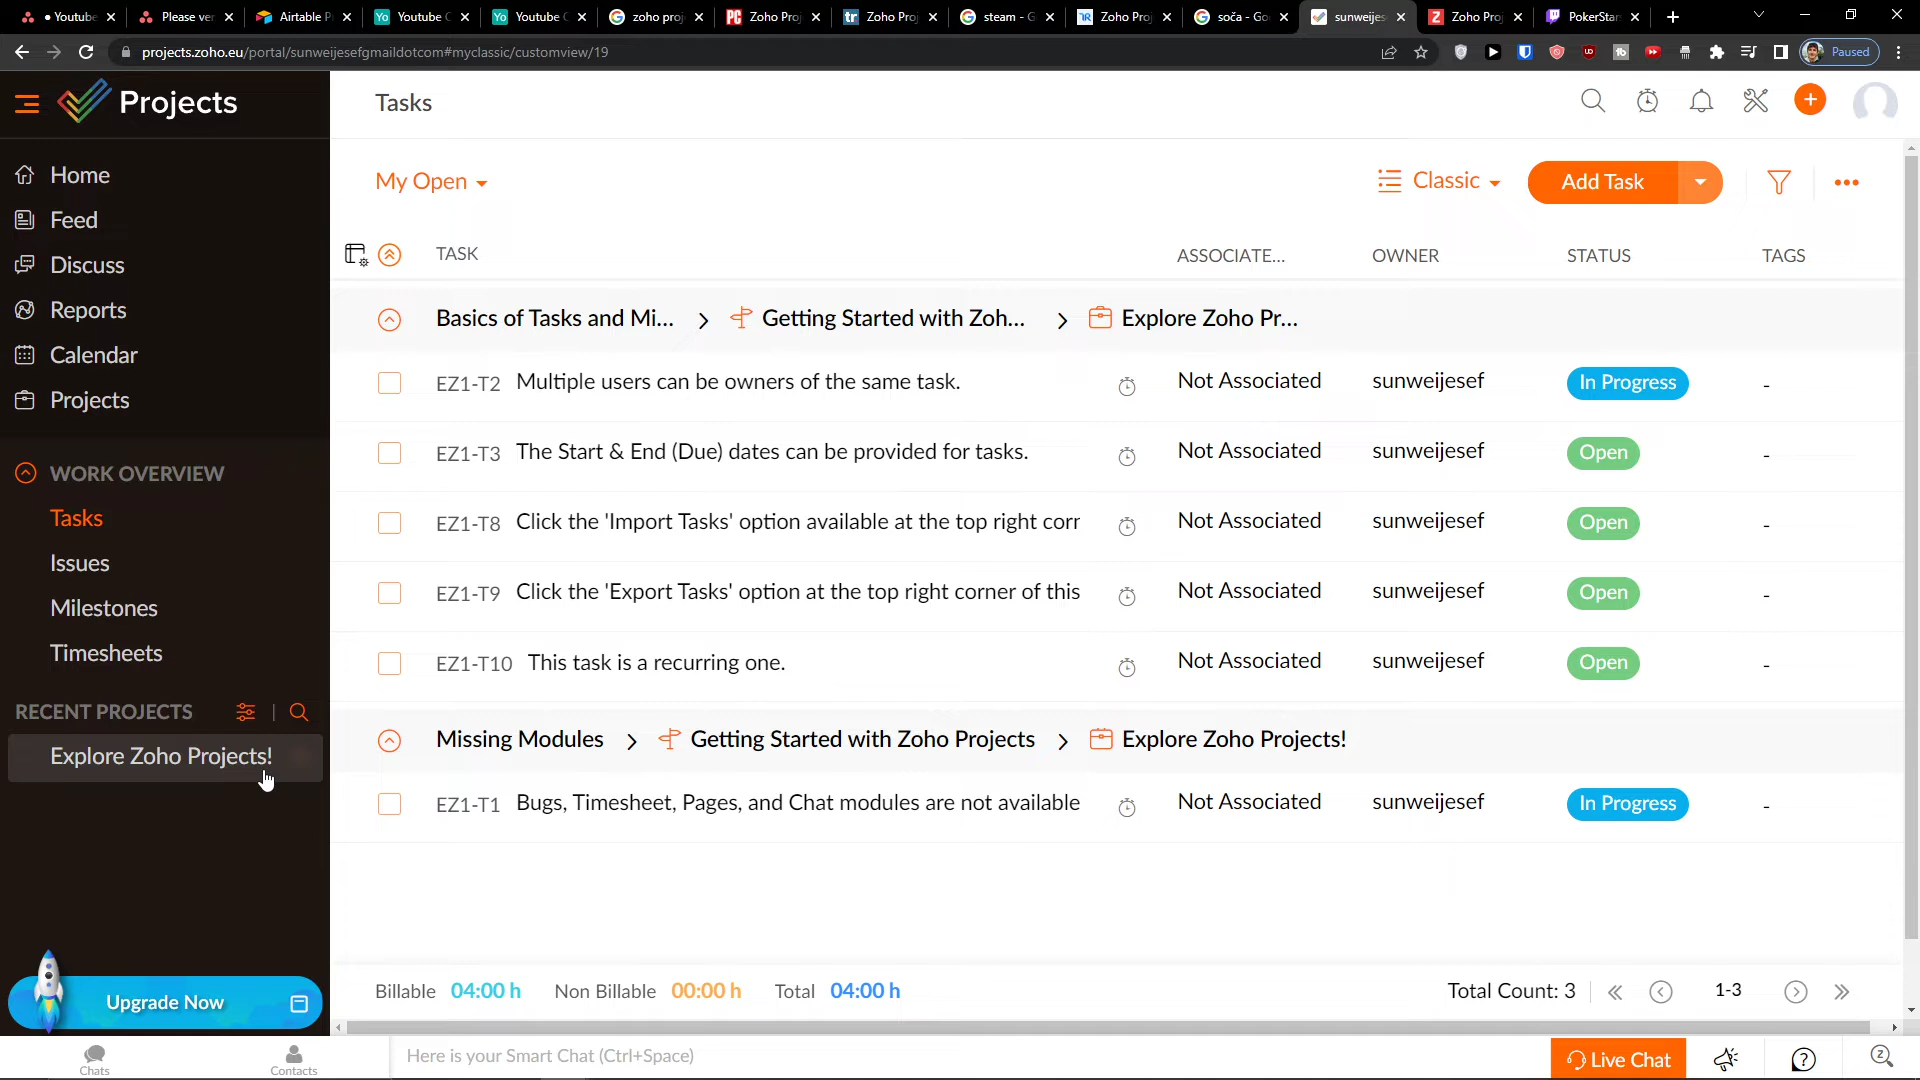 Youtube
Please ver
Airtable P
Youtube C
Youtube C
zoho proj
Zoho Proj
Zoho Proj
steam - G
Zoho Proj
soča - Go
sunweijes
Zoho Proj
PokerStar
projects.zoho.eu/portal/sunweijesefgmaildotcom#myclassic/customview/19
Paused
Projects
Tasks
Home
Feed
Discuss
Reports
Calendar
Projects
WORK OVERVIEW
Tasks
Issues
Milestones
Timesheets
RECENT PROJECTS
Explore Zoho Projects!
Upgrade Now
My Open
Classic
Add Task
TASK ASSOCIATE... OWNER STATUS TAGS
Basics of Tasks and Mi... > Getting Started with Zoh... > Explore Zoho Pr...
EZ1-T2 Multiple users can be owners of the same task. Not Associated sunweijesef In Progress -
EZ1-T3 The Start & End (Due) dates can be provided for tasks. Not Associated sunweijesef Open -
EZ1-T8 Click the 'Import Tasks' option available at the top right corr Not Associated sunweijesef Open -
EZ1-T9 Click the 'Export Tasks' option at the top right corner of this Not Associated sunweijesef Open -
EZ1-T10 This task is a recurring one. Not Associated sunweijesef Open -
Missing Modules > Getting Started with Zoho Projects > Explore Zoho Projects!
EZ1-T1 Bugs, Timesheet, Pages, and Chat modules are not available Not Associated sunweijesef In Progress -
Billable 04:00 h Non Billable 00:00 h Total 04:00 h Total Count: 3 1-3
Chats
Contacts
Here is your Smart Chat (Ctrl+Space)
Live Chat